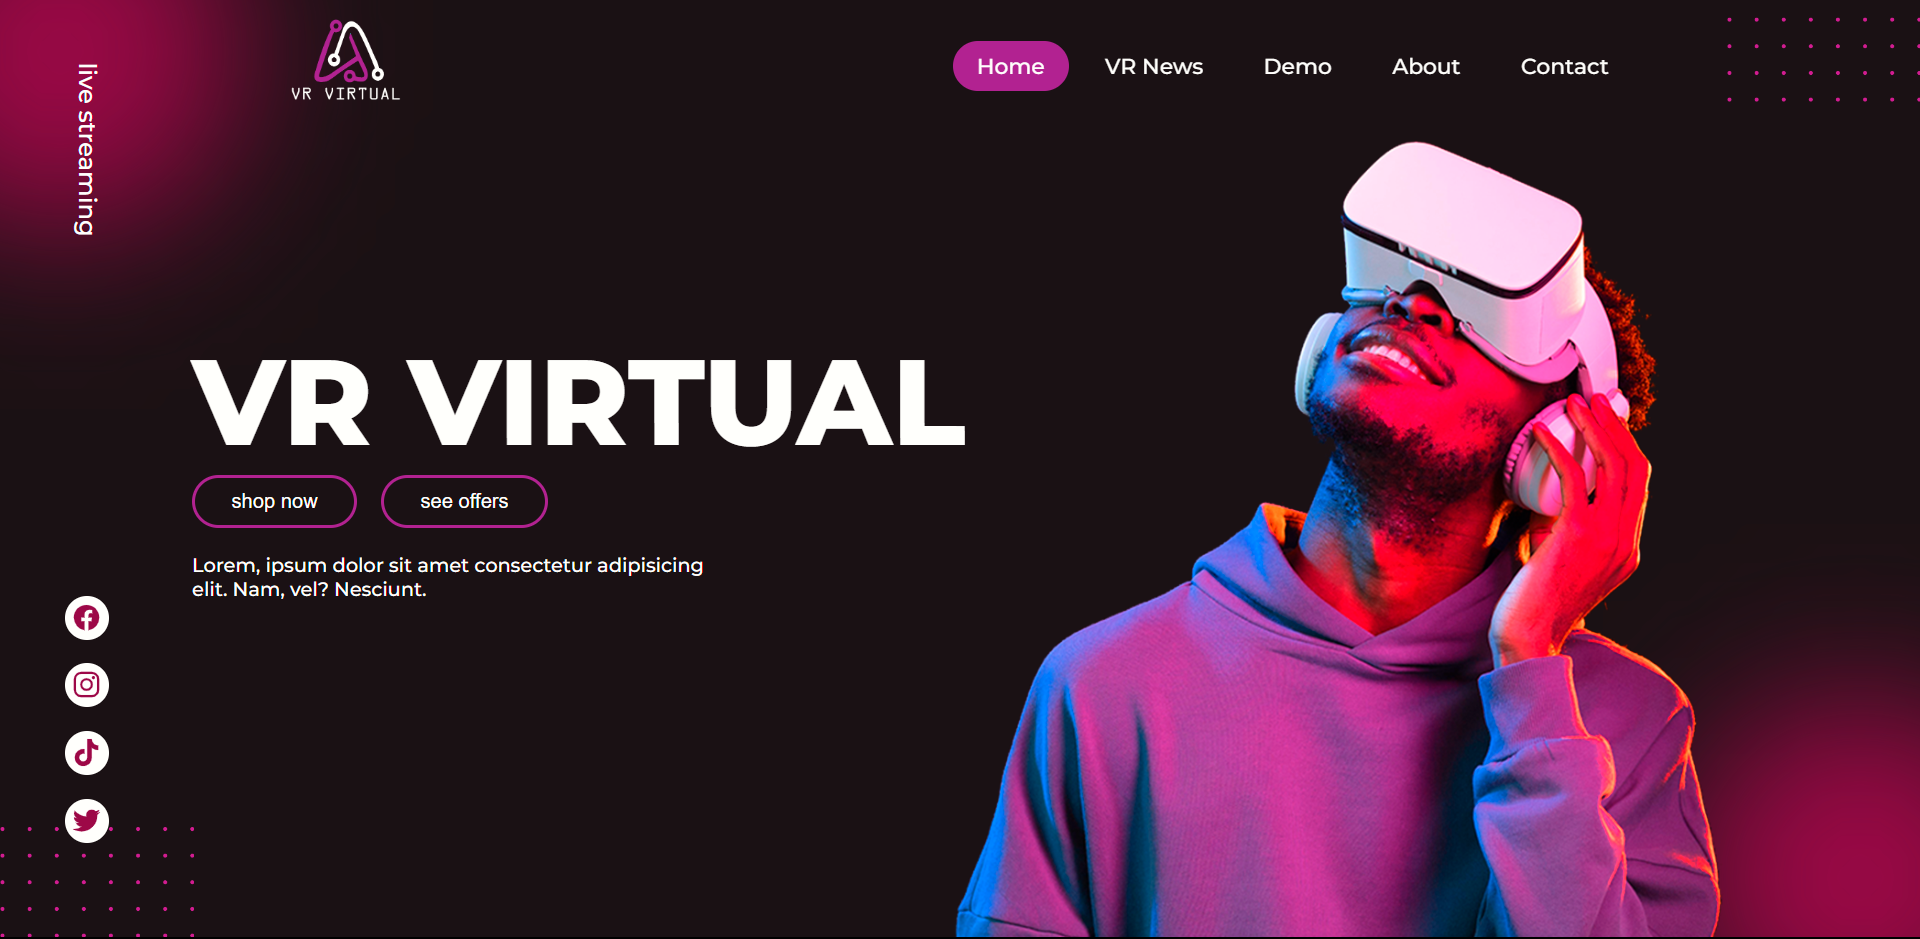 live streaming
VR VIRTUAL
Home
VR News
Demo
About
Contact
VR VIRTUAL
shop now
see offers
Lorem, ipsum dolor sit amet consectetur adipisicing
elit. Nam, vel? Nesciunt.